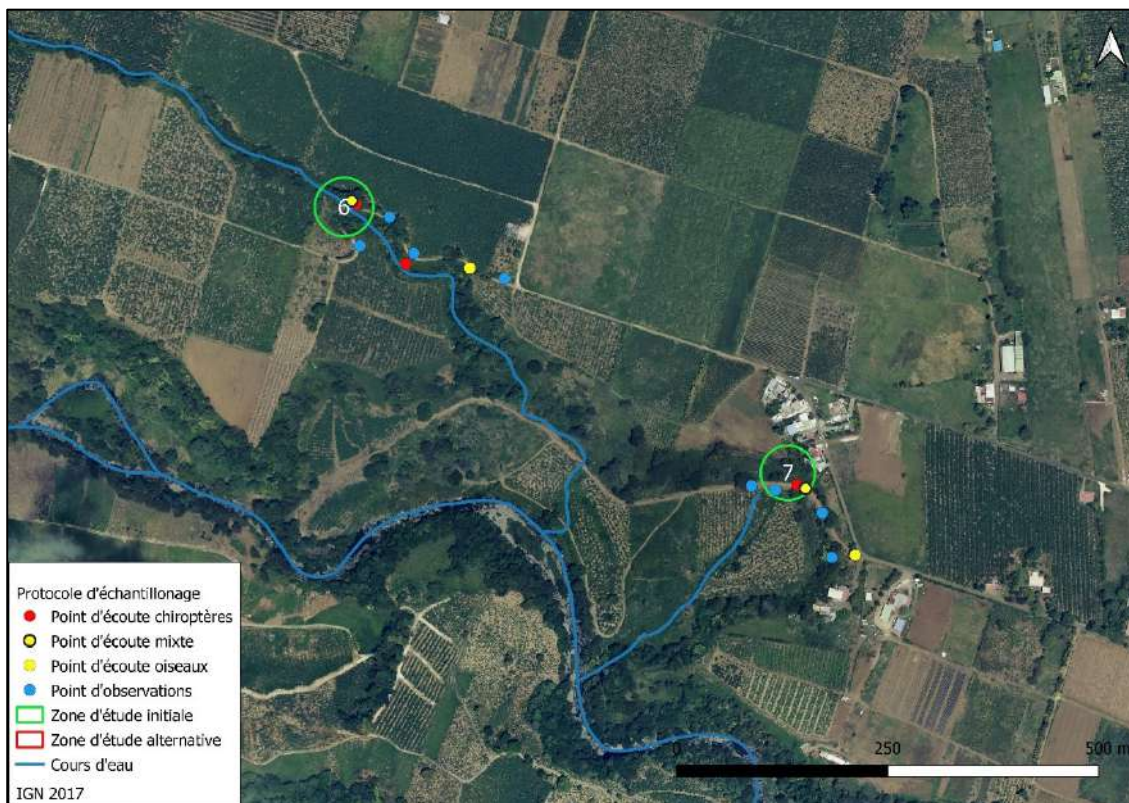 6
7
Protocole d'échantillonage
Point d'écoute chiroptères
Point d'écoute mixte
Point d'écoute oiseaux
Point d'observations
Zone d'étude initiale
Zone d'étude alternative
Cours d'eau
IGN 2017
0 250 500 m